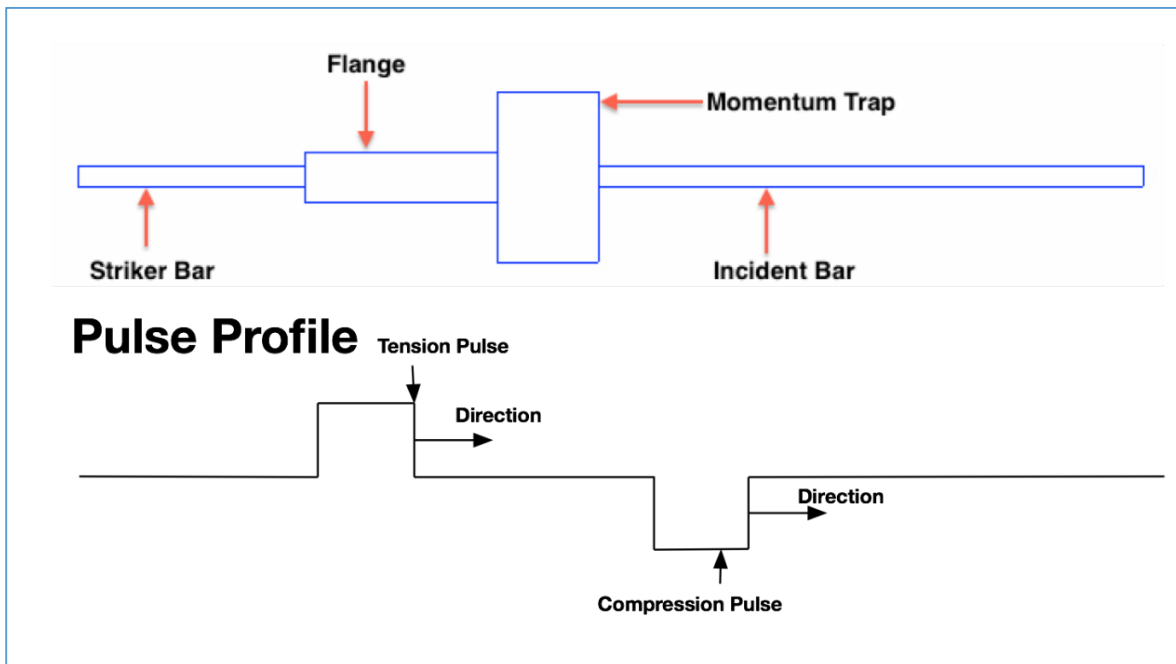 Flange
Momentum Trap
Striker Bar
Incident Bar
Pulse Profile
Tension Pulse
Direction
Direction
Compression Pulse